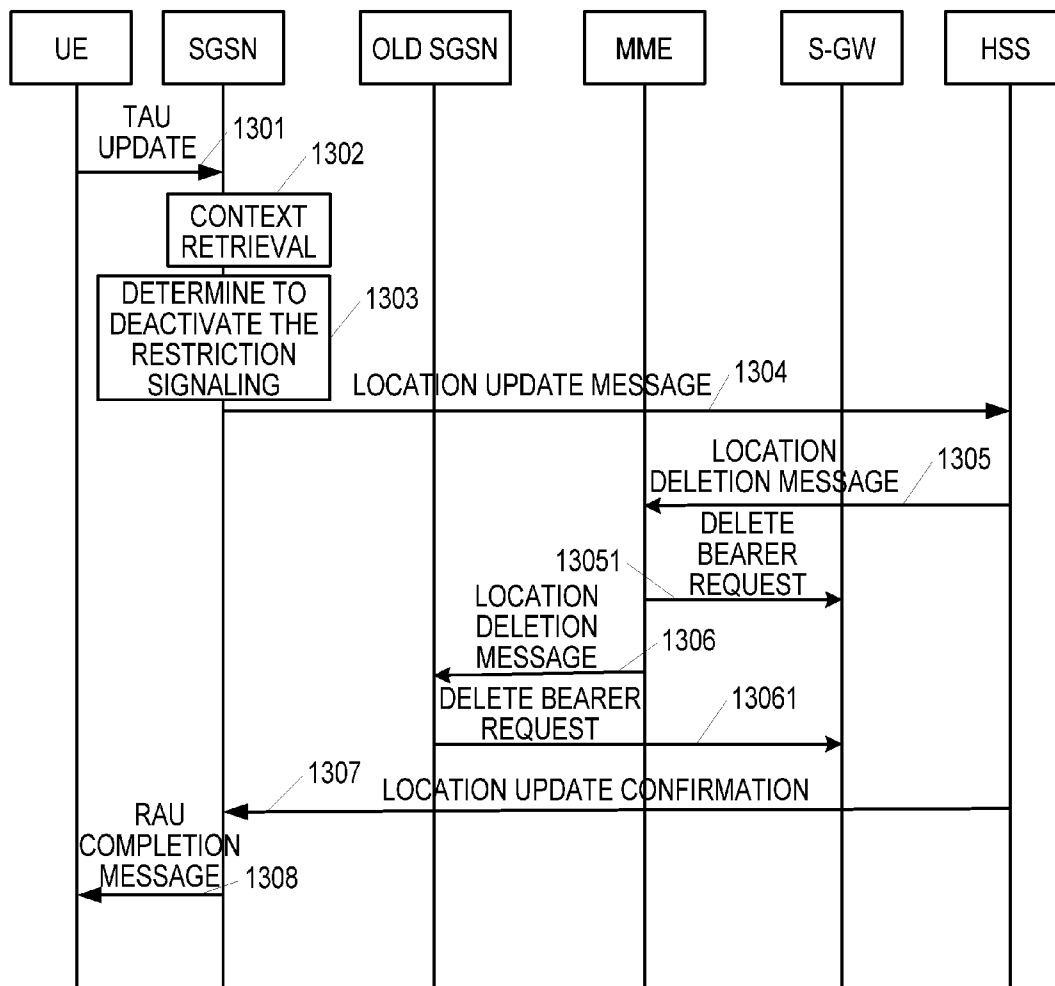 UE
SGSN
OLD SGSN
MME
S-GW
HSS
TAU
UPDATE
1301
1302
CONTEXT
RETRIEVAL
DETERMINE TO
DEACTIVATE THE
RESTRICTION
SIGNALING
1303
LOCATION UPDATE MESSAGE
1304
LOCATION
DELETION MESSAGE
1305
DELETE
BEARER
REQUEST
13051
LOCATION
DELETION
MESSAGE
1306
DELETE BEARER
REQUEST
13061
1307
LOCATION UPDATE CONFIRMATION
RAU
COMPLETION
MESSAGE
1308